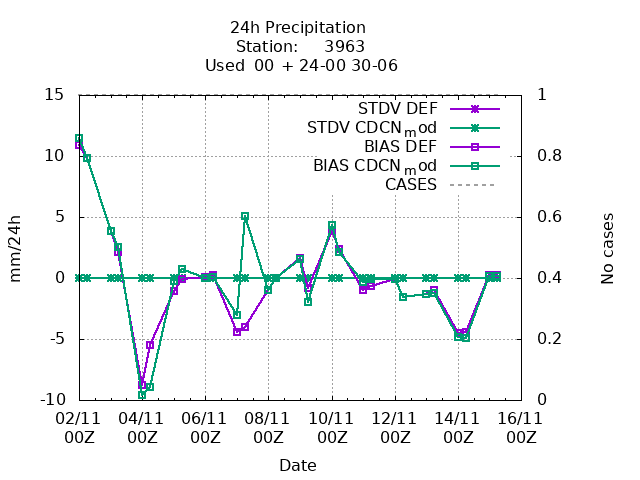 24h Precipitation
Station: 3963
Used 00 + 24-00 30-06
STDV DEF
STDV CDCNmod
BIAS DEF
BIAS CDCNmod
CASES
15
10
5
0
-5
-10
1
0.8
0.6
0.4
0.2
0
mm/24h
No cases
02/11 04/11 06/11 08/11 10/11 12/11 14/11 16/11
00Z 00Z 00Z 00Z 00Z 00Z 00Z 00Z
Date